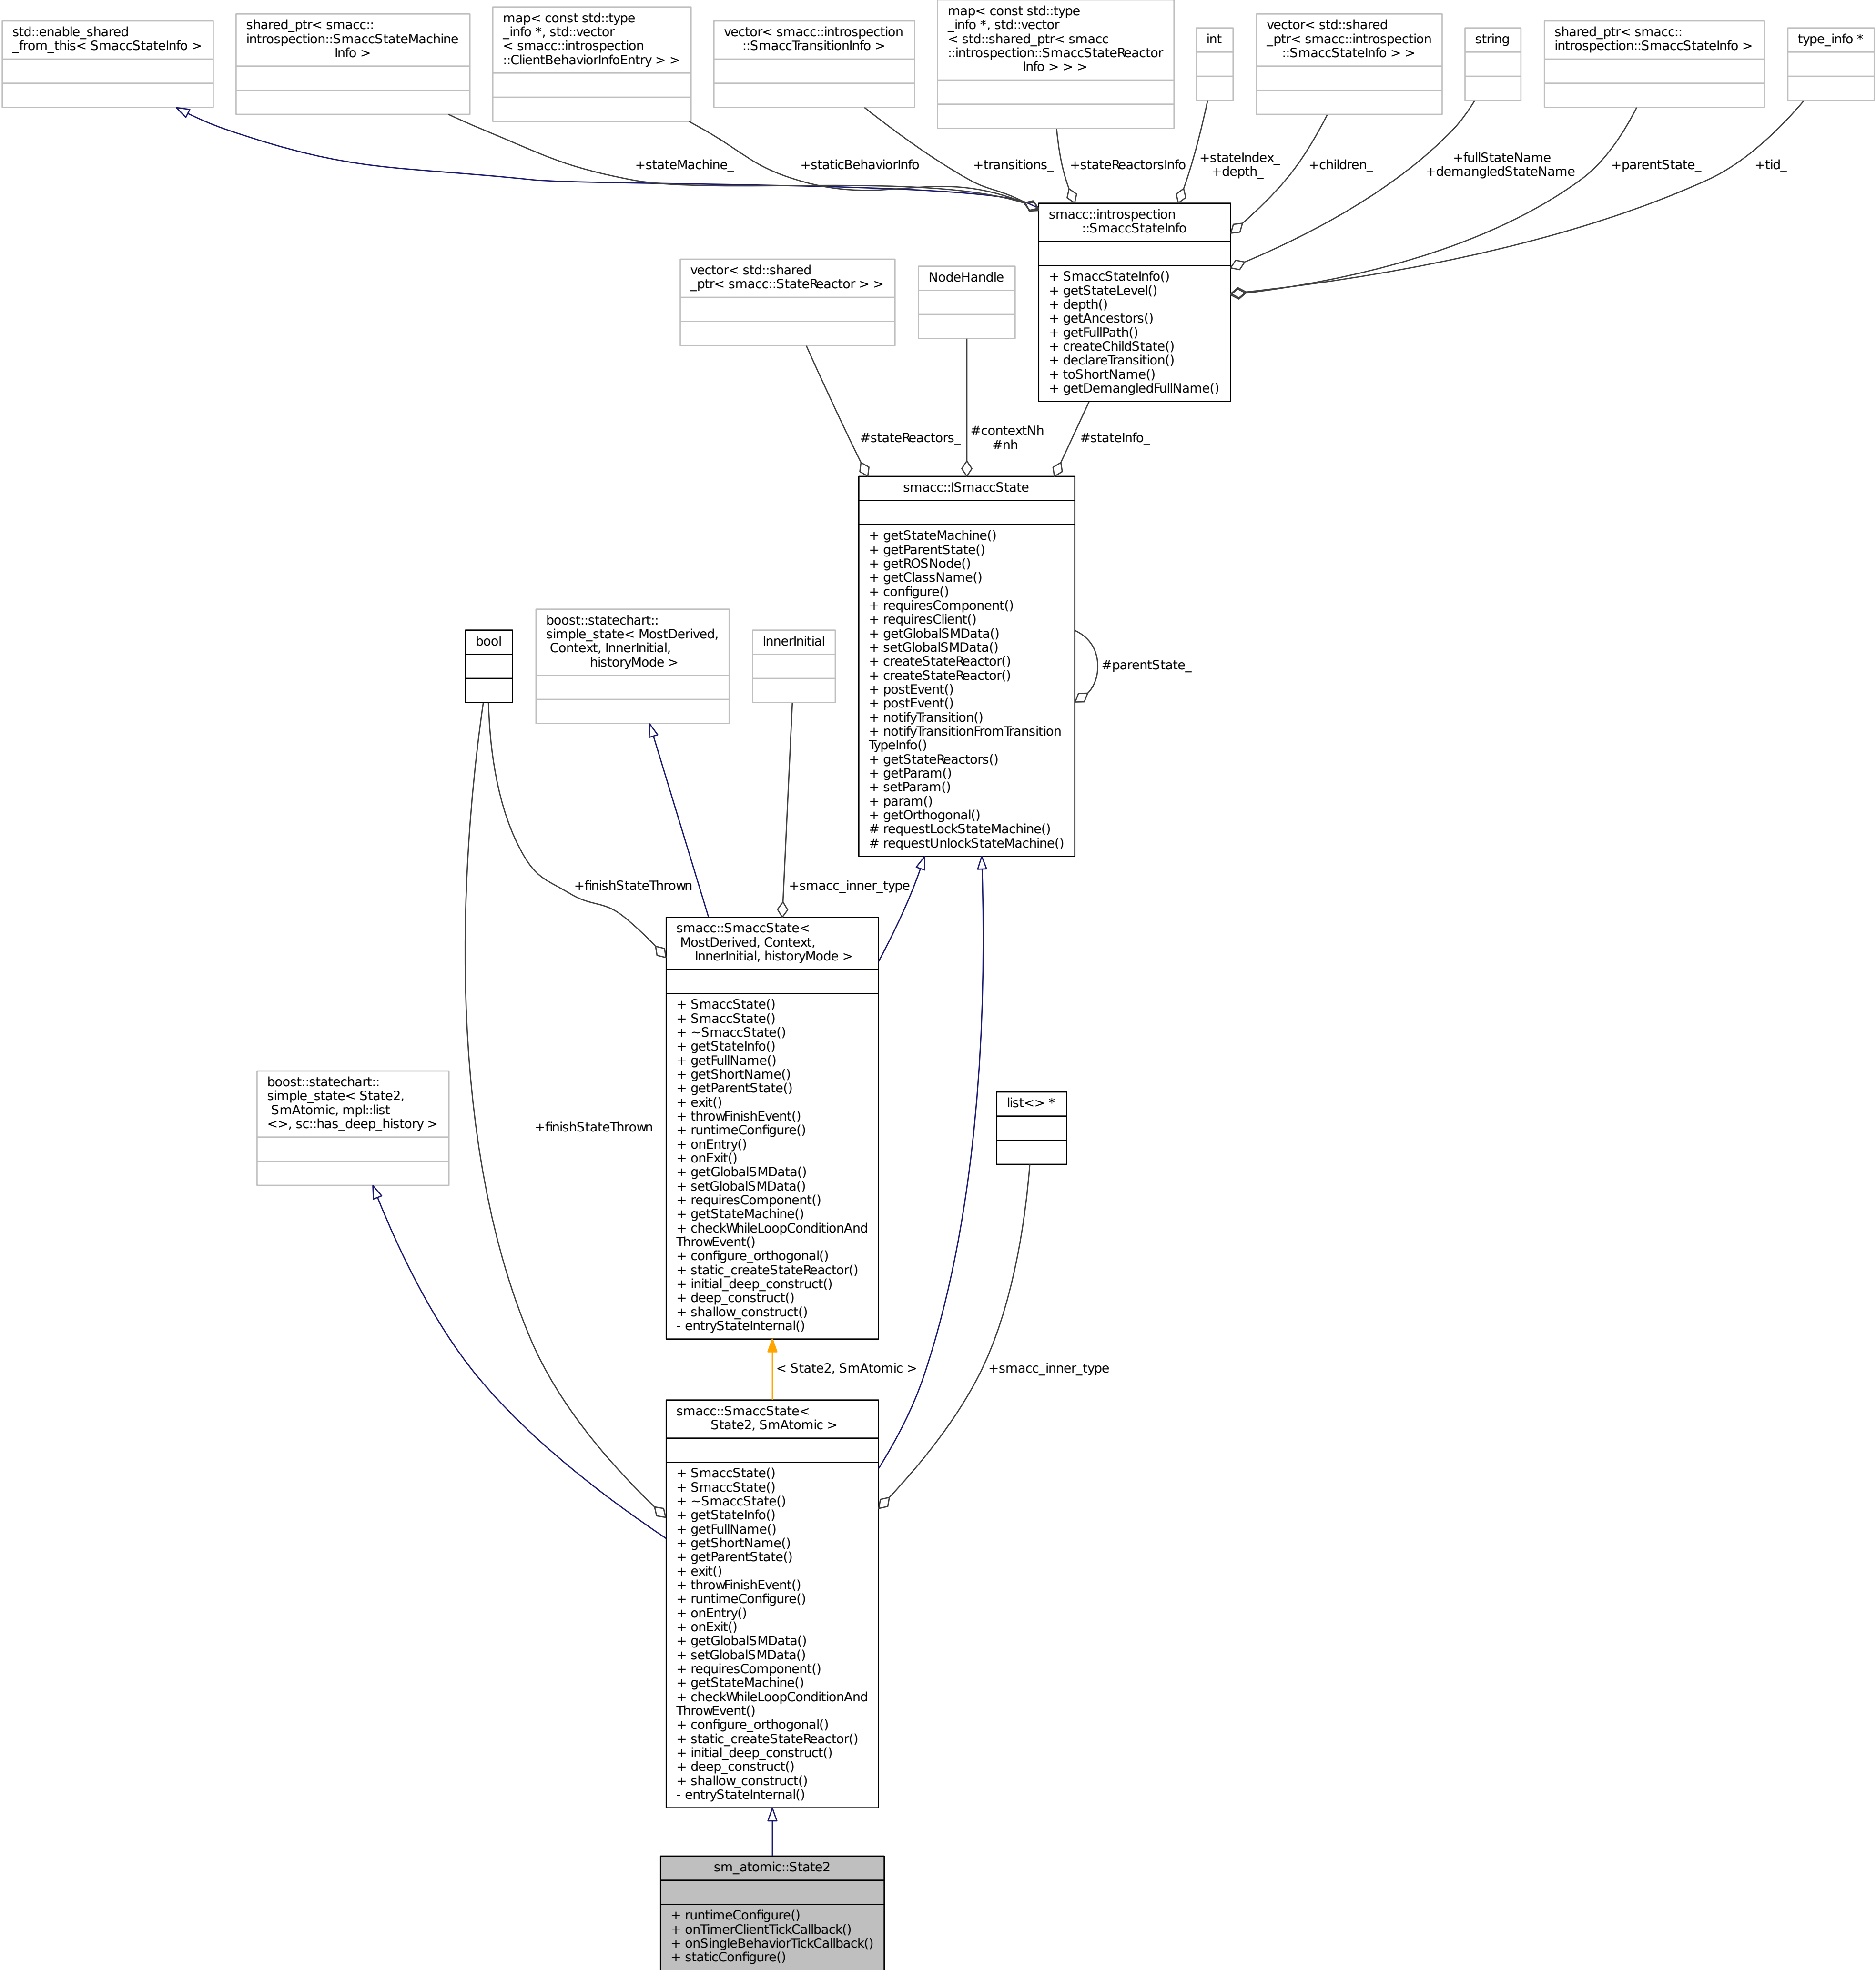 std::enable_shared
_from_this< SmaccStateInfo >
shared_ptr< smacc::
introspection::SmaccStateMachine
Info >
map< const std::type
_info *, std::vector
< smacc::introspection
::ClientBehaviorInfoEntry > >
vector< smacc::introspection
::SmaccTransitionInfo >
map< const std::type
_info *, std::vector
< std::shared_ptr< smacc
::introspection::SmaccStateReactor
Info > > >
int
vector< std::shared
_ptr< smacc::introspection
::SmaccStateInfo > >
string
shared_ptr< smacc::
introspection::SmaccStateInfo >
type_info *
+stateMachine_
+staticBehaviorInfo
+transitions_
+stateReactorsInfo
+stateIndex_
+depth_
+children_
+fullStateName
+demangledStateName
+parentState_
+tid_
smacc::introspection
::SmaccStateInfo
+ SmaccStateInfo()
+ getStateLevel()
+ depth()
+ getAncestors()
+ getFullPath()
+ createChildState()
+ declareTransition()
+ toShortName()
+ getDemangledFullName()
vector< std::shared
_ptr< smacc::StateReactor > >
NodeHandle
#stateReactors_
#contextNh
#nh
#stateInfo_
smacc::ISmaccState
+ getStateMachine()
+ getParentState()
+ getROSNode()
+ getClassName()
+ configure()
+ requiresComponent()
+ requiresClient()
+ getGlobalSMData()
+ setGlobalSMData()
+ createStateReactor()
+ createStateReactor()
+ postEvent()
+ postEvent()
+ notifyTransition()
+ notifyTransitionFromTransition
TypeInfo()
+ getStateReactors()
+ getParam()
+ setParam()
+ param()
+ getOrthogonal()
# requestLockStateMachine()
# requestUnlockStateMachine()
#parentState_
bool
boost::statechart::
simple_state< MostDerived,
Context, InnerInitial,
historyMode >
InnerInitial
+finishStateThrown
+smacc_inner_type
smacc::SmaccState<
MostDerived, Context,
InnerInitial, historyMode >
+ SmaccState()
+ SmaccState()
+ ~SmaccState()
+ getStateInfo()
+ getFullName()
+ getShortName()
+ getParentState()
+ exit()
+ throwFinishEvent()
+ runtimeConfigure()
+ onEntry()
+ onExit()
+ getGlobalSMData()
+ setGlobalSMData()
+ requiresComponent()
+ getStateMachine()
+ checkWhileLoopConditionAnd
ThrowEvent()
+ configure_orthogonal()
+ static_createStateReactor()
+ initial_deep_construct()
+ deep_construct()
+ shallow_construct()
- entryStateInternal()
boost::statechart::
simple_state< State2,
SmAtomic, mpl::list
<>, sc::has_deep_history >
+finishStateThrown
list<> *
< State2, SmAtomic >
+smacc_inner_type
smacc::SmaccState<
State2, SmAtomic >
+ SmaccState()
+ SmaccState()
+ ~SmaccState()
+ getStateInfo()
+ getFullName()
+ getShortName()
+ getParentState()
+ exit()
+ throwFinishEvent()
+ runtimeConfigure()
+ onEntry()
+ onExit()
+ getGlobalSMData()
+ setGlobalSMData()
+ requiresComponent()
+ getStateMachine()
+ checkWhileLoopConditionAnd
ThrowEvent()
+ configure_orthogonal()
+ static_createStateReactor()
+ initial_deep_construct()
+ deep_construct()
+ shallow_construct()
- entryStateInternal()
sm_atomic::State2
+ runtimeConfigure()
+ onTimerClientTickCallback()
+ onSingleBehaviorTickCallback()
+ staticConfigure()